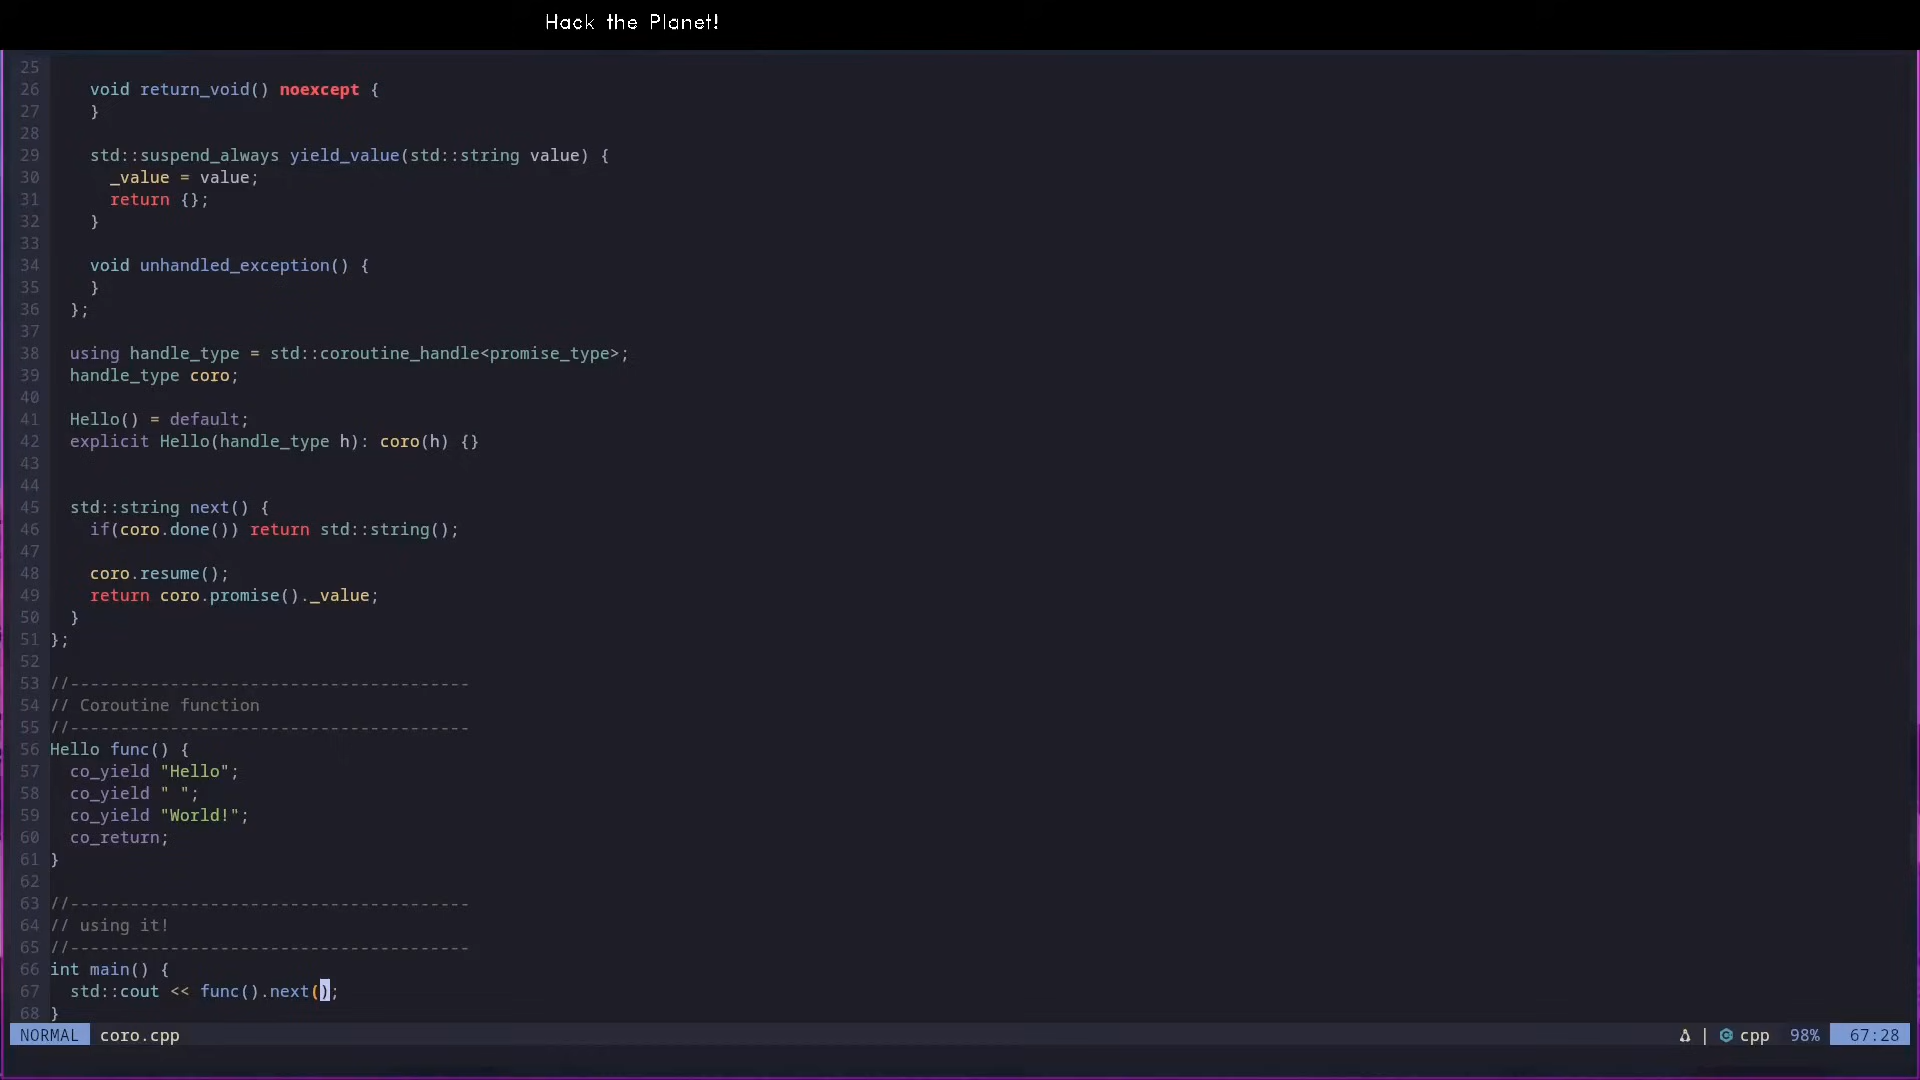 Hack the Planet!
25
26 void return_void() noexcept {
27 }
28
29 std::suspend_always yield_value(std::string value) {
30 _value = value;
31 return {};
32 }
33
34 void unhandled_exception() {
35 }
36 };
37
38 using handle_type = std::coroutine_handle<promise_type>;
39 handle_type coro;
40
41 Hello() = default;
42 explicit Hello(handle_type h): coro(h) {}
43
44
45 std::string next() {
46 if(coro.done()) return std::string();
47
48 coro.resume();
49 return coro.promise()._value;
50 }
51 };
52
53 //----------------------------------------
54 // Coroutine function
55 //----------------------------------------
56 Hello func() {
57 co_yield "Hello";
58 co_yield " ";
59 co_yield "World!";
60 co_return;
61 }
62
63 //----------------------------------------
64 // using it!
65 //----------------------------------------
66 int main() {
67 std::cout << func().next();
68 }
NORMAL coro.cpp | cpp 98% 67:28